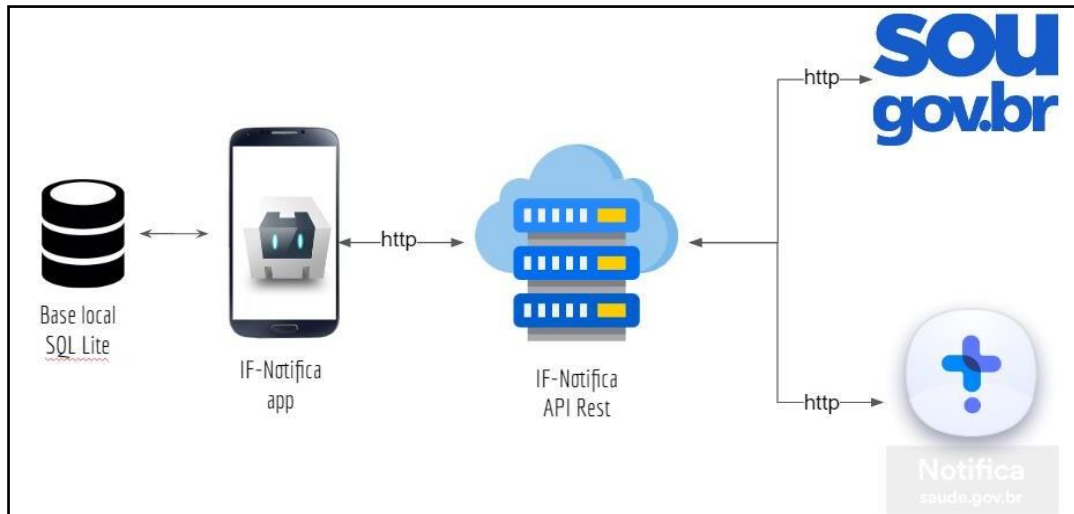 Base local
SQL Lite
IF-Notifica
app
http
IF-Notifica
API Rest
http
sou
gov.br
http
Notifica
saude.gov.br